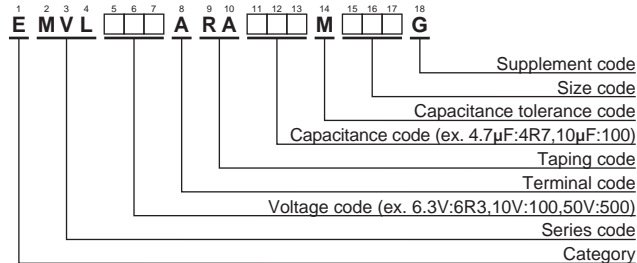 1 2 3 4 5 6 7 8 9 10 11 12 13 14 15 16 17 18
E M V L A R A M G
Supplement code
Size code
Capacitance tolerance code
Capacitance code (ex. 4.7μF:4R7,10μF:100)
Taping code
Terminal code
Voltage code (ex. 6.3V:6R3,10V:100,50V:500)
Series code
Category